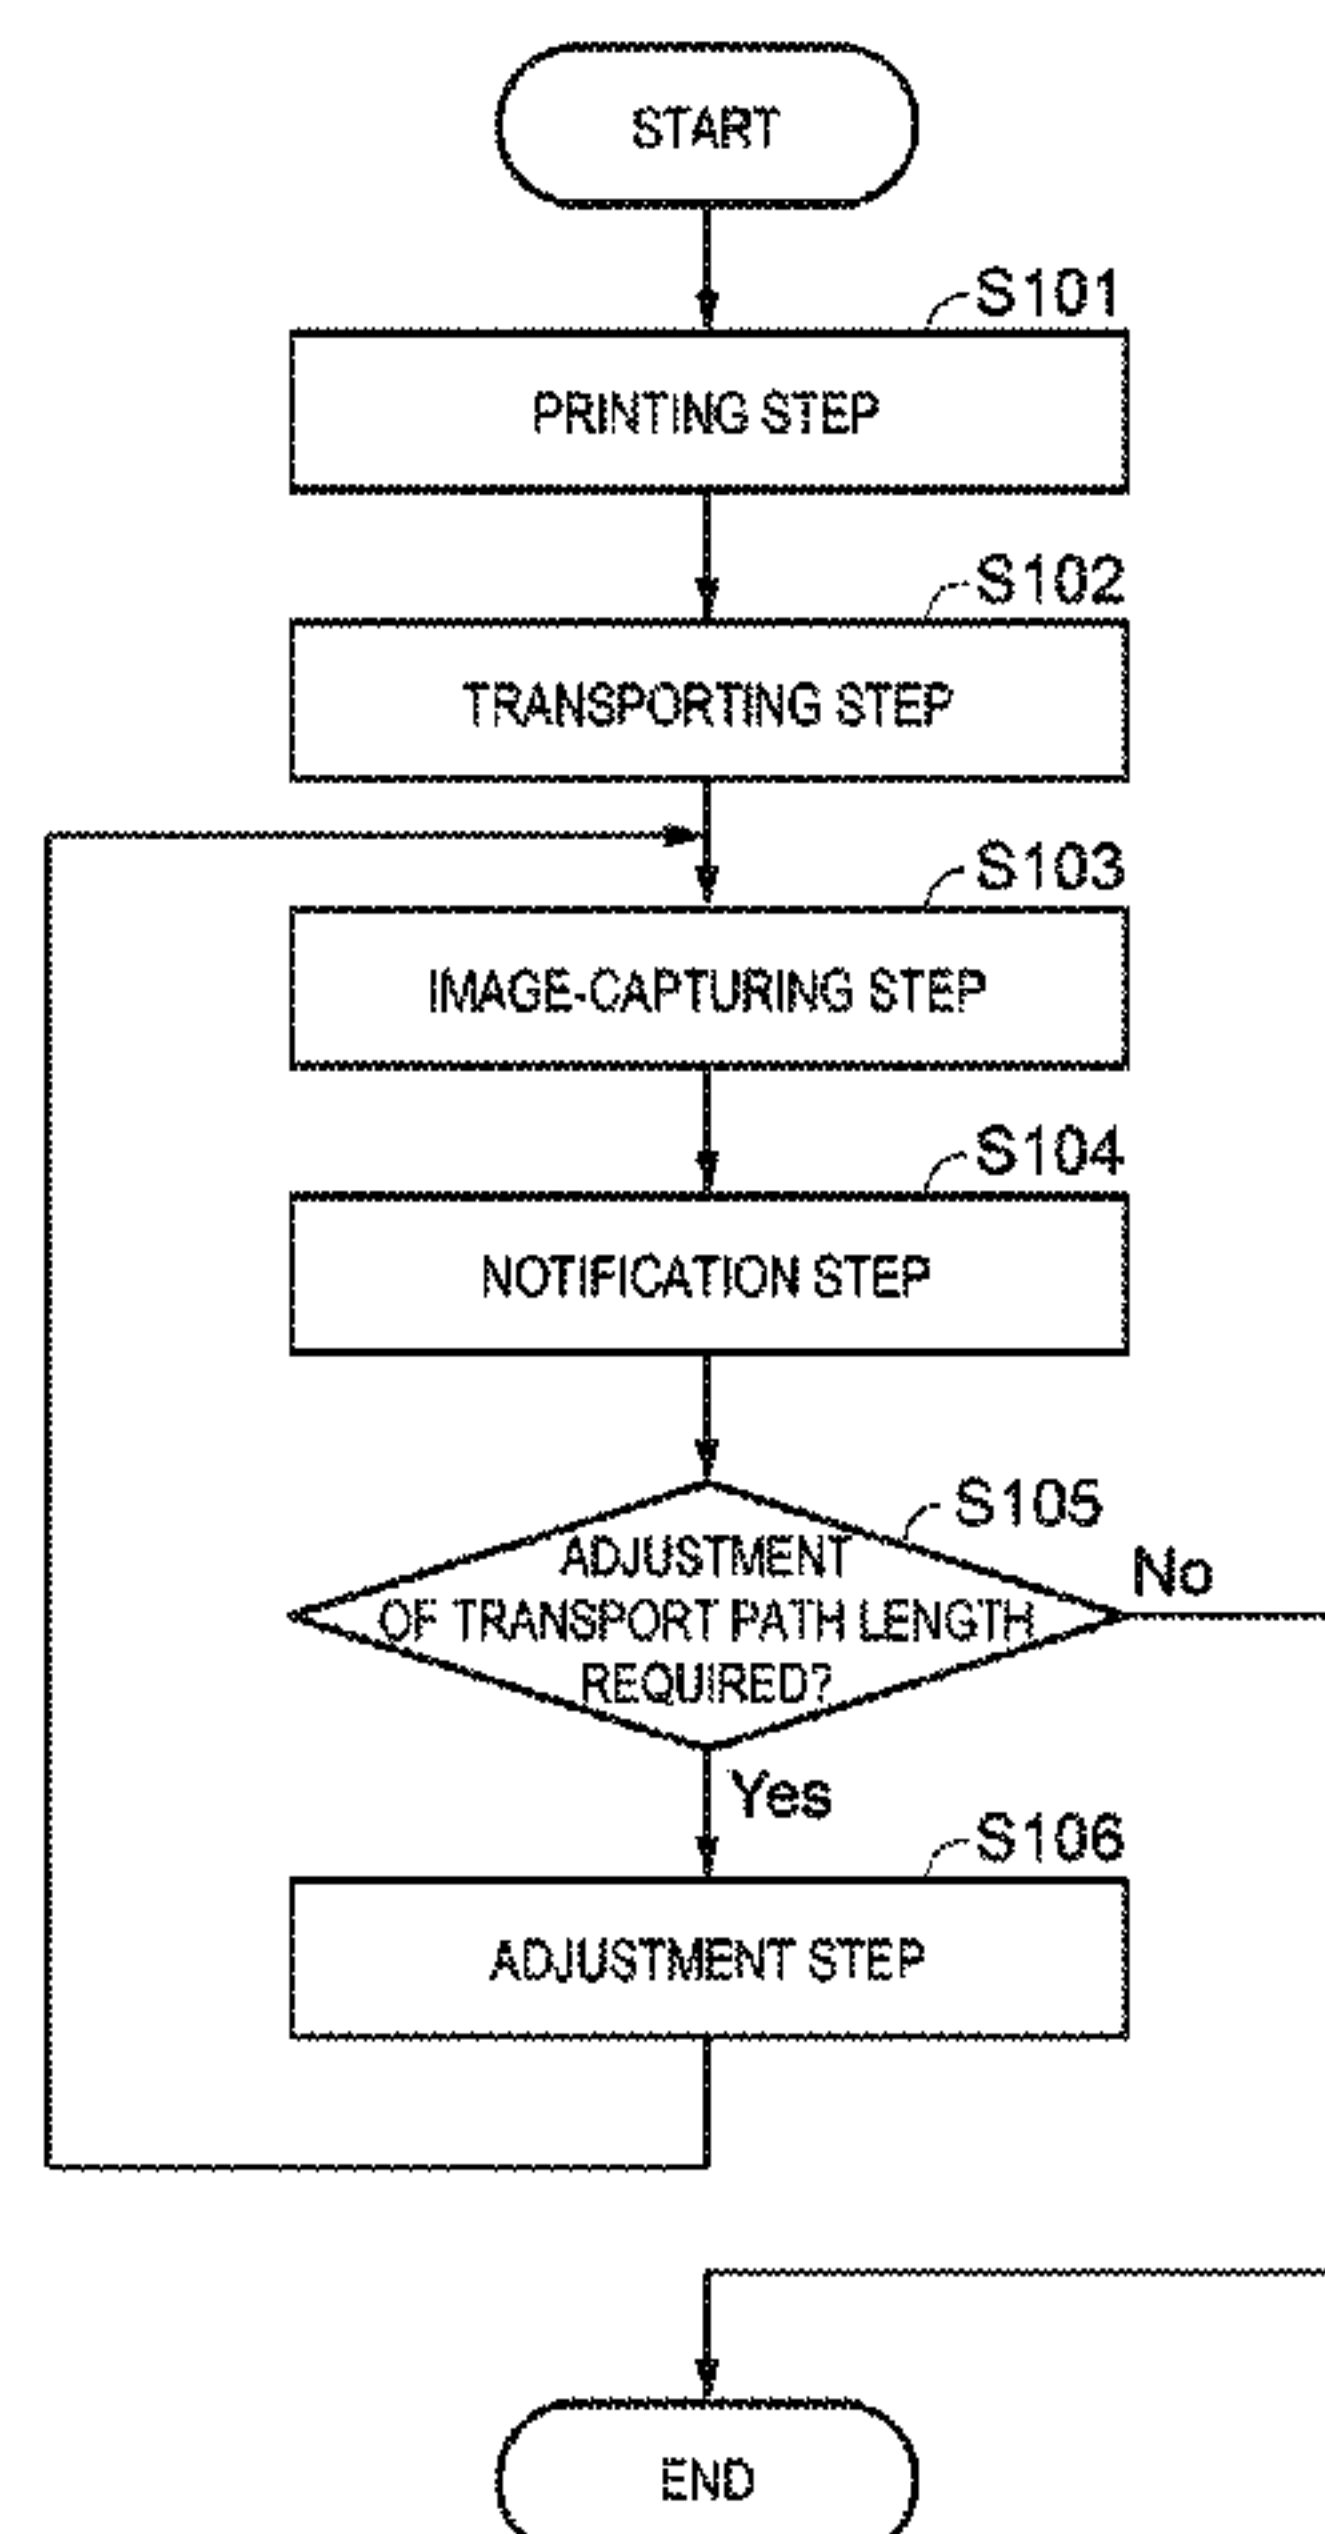 START
S101
PRINTING STEP
S102
TRANSPORTING STEP
S103
IMAGE-CAPTURING STEP
S104
NOTIFICATION STEP
S105
ADJUSTMENT
OF TRANSPORT PATH LENGTH
REQUIRED?
No
Yes
S106
ADJUSTMENT STEP
END